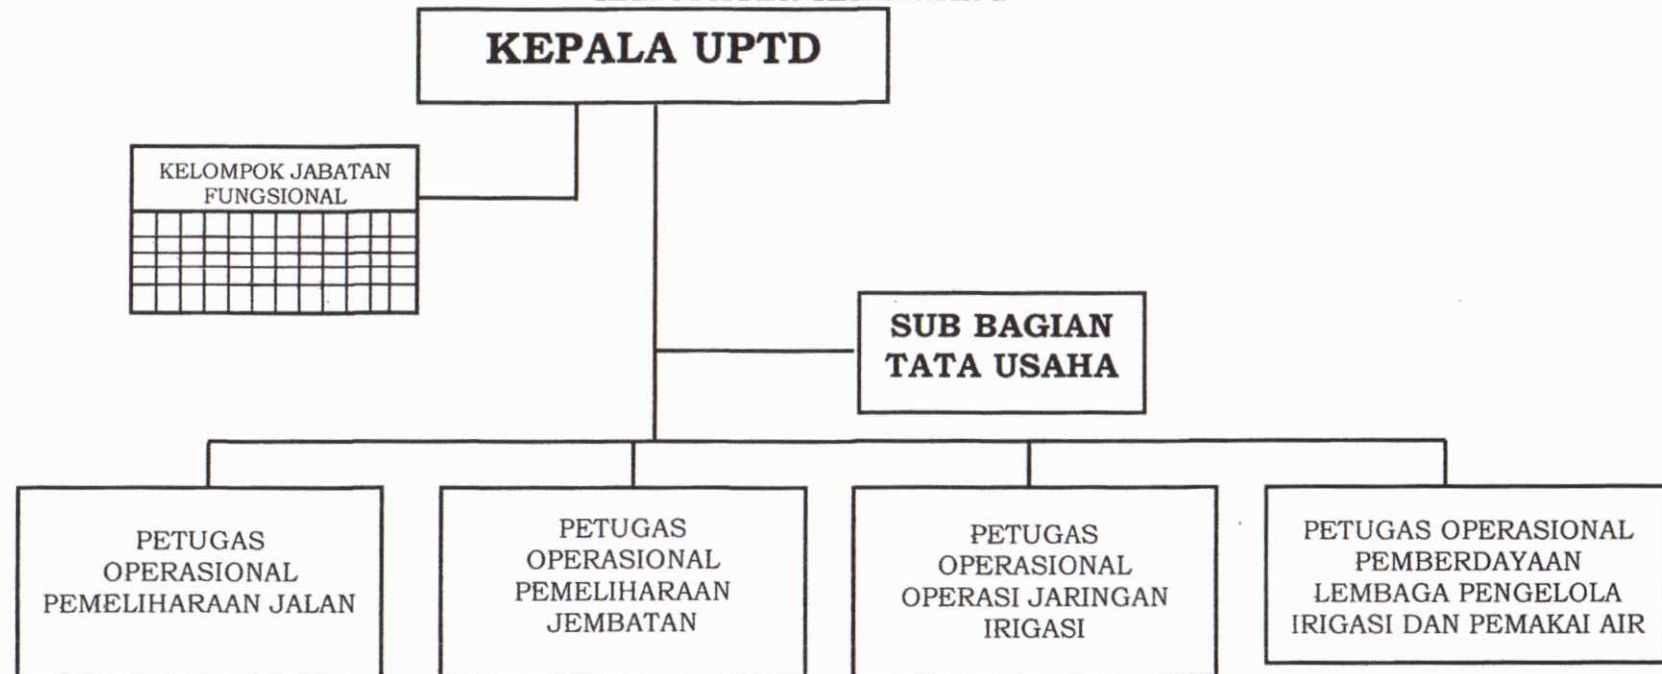 KEPALA UPTD
KELOMPOK JABATAN
FUNGSIONAL
SUB BAGIAN
TATA USAHA
PETUGAS
OPERASIONAL
PEMELIHARAAN JALAN
PETUGAS
OPERASIONAL
PEMELIHARAAN
JEMBATAN
PETUGAS
OPERASIONAL
OPERASI JARINGAN
IRIGASI
PETUGAS OPERASIONAL
PEMBERDAYAAN
LEMBAGA PENGELOLA
IRIGASI DAN PEMAKAI AIR